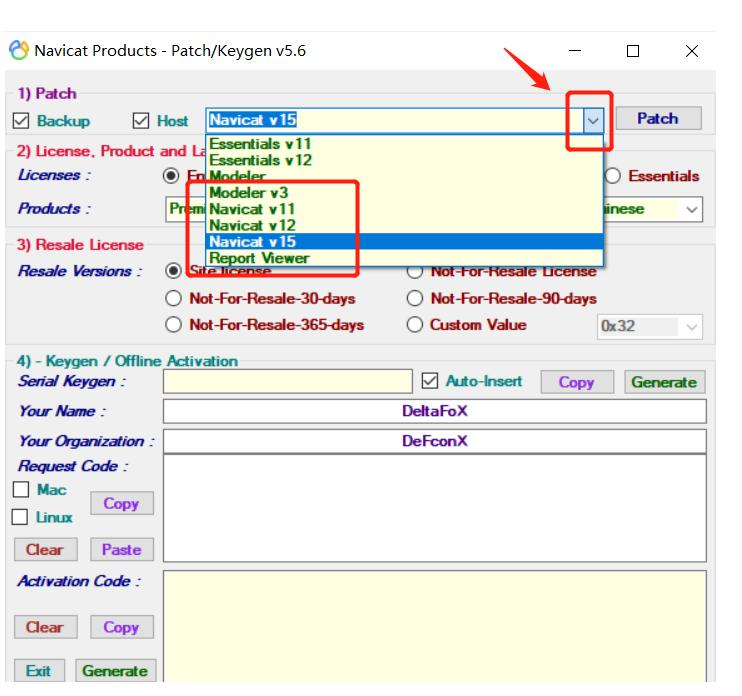 Navicat Products - Patch/Keygen v5.6
1) Patch
Backup Host Navicat v15 Patch
Essentials v11
Essentials v12
2) License, Product and La
Licenses : En Modeler Essentials
Modeler v3
Products : Prem Navicat v11 inese
Navicat v12
3) Resale License Navicat v15
Report Viewer
Resale Versions : Site license Not-For-Resale License
Not-For-Resale-30-days Not-For-Resale-90-days
Not-For-Resale-365-days Custom Value 0x32
4) - Keygen / Offline Activation
Serial Keygen : Auto-Insert Copy Generate
Your Name : DeltaFoX
Your Organization : DeFconX
Request Code :
Mac
Copy
Linux
Clear Paste
Activation Code :
Clear Copy
Exit Generate